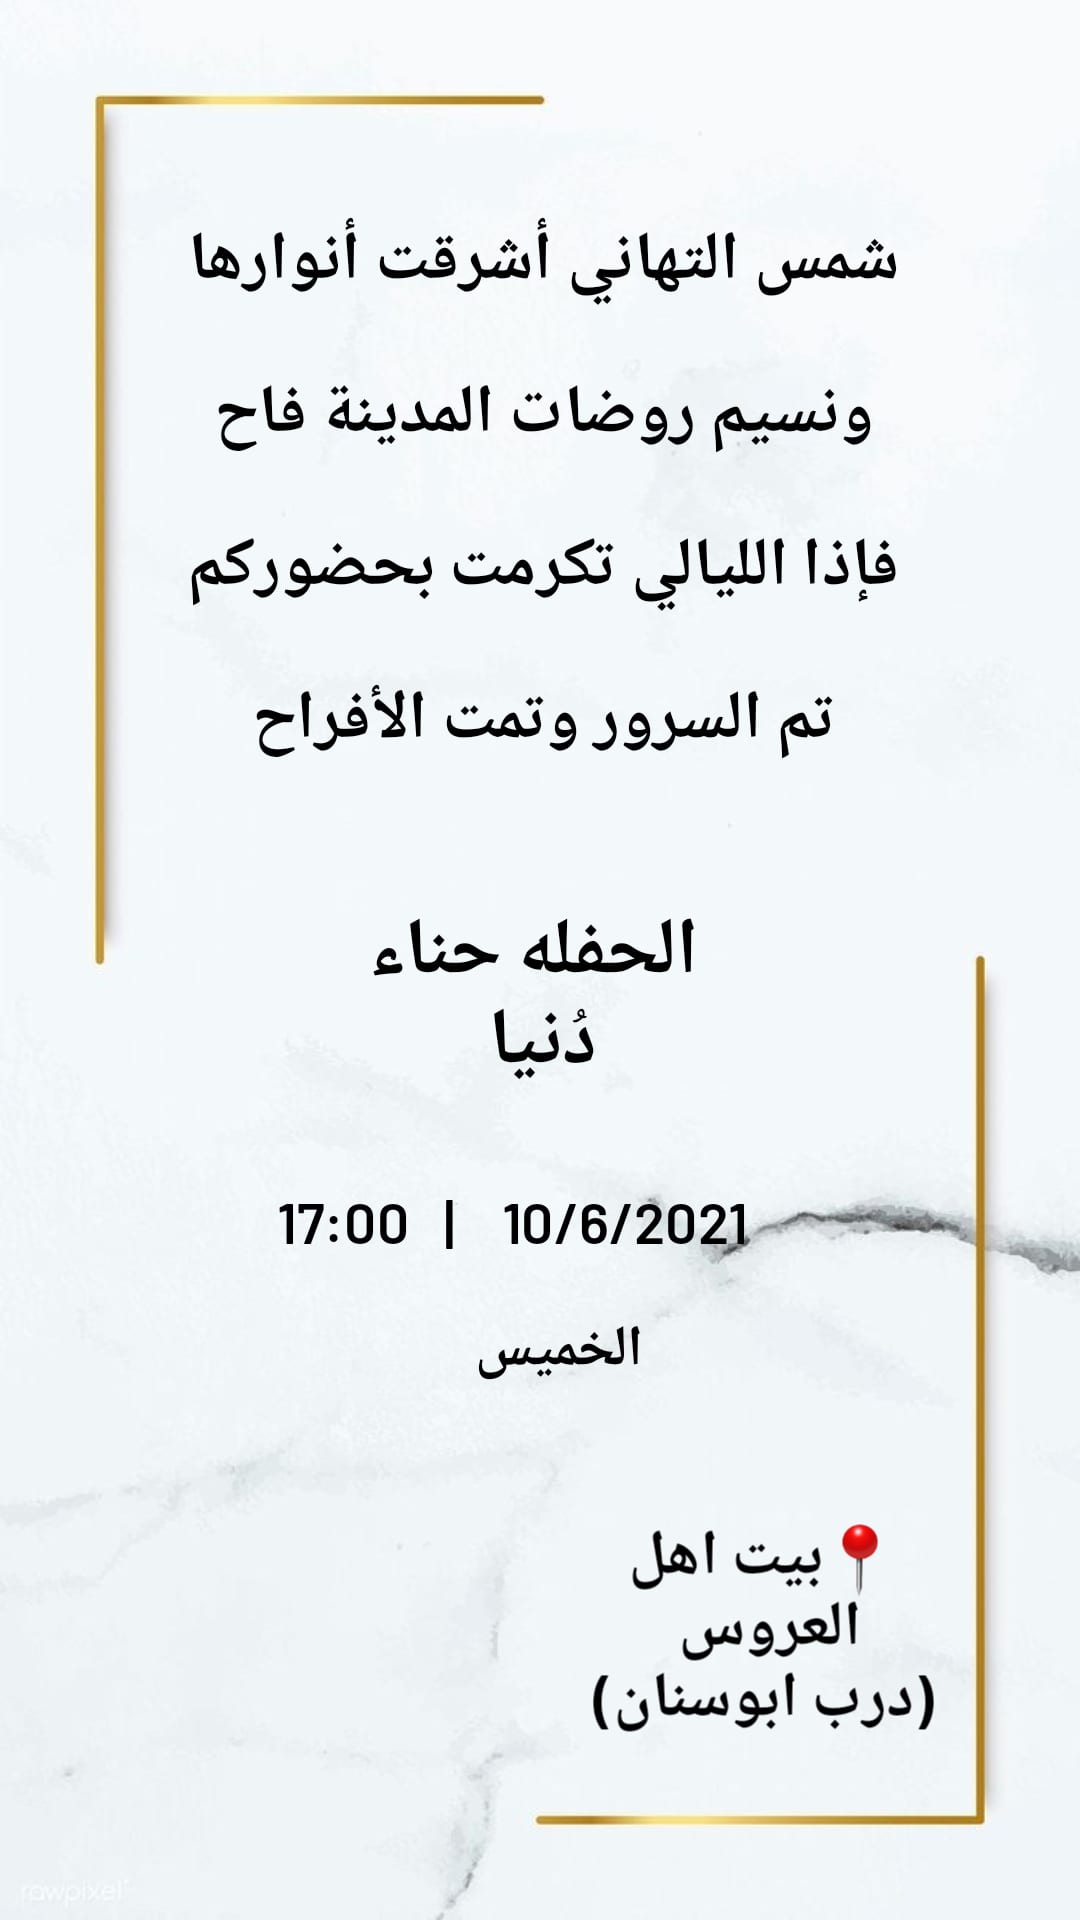 شمس التهاني أشرقت أنوارها
ونسيم روضات المدينة فاح
فإذا الليالي تكرمت بحضوركم
تم السرور وتمت الأفراح
الحفله حناء
دُنيا
17:00 | 10/6/2021
الخميس
📍بيت اهل
العروس
(درب ابوسنان)
rawpixel